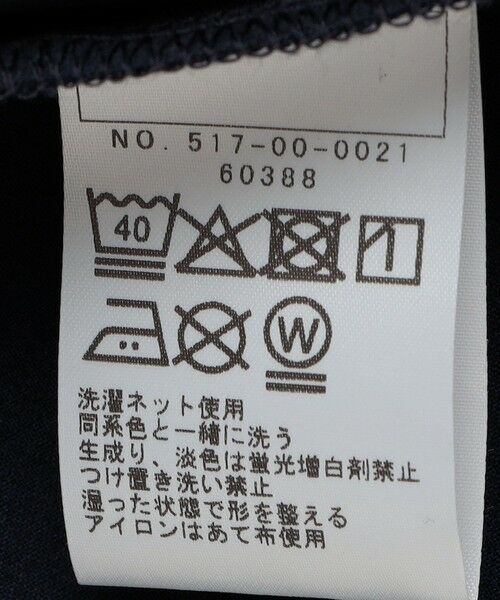 NO. 517-00-0021
60388
40
W
洗濯ネット使用
同系色と一緒に洗う
生成り、淡色は蛍光増白剤禁止
つけ置き洗い禁止
湿った状態で形を整える
アイロンはあて布使用